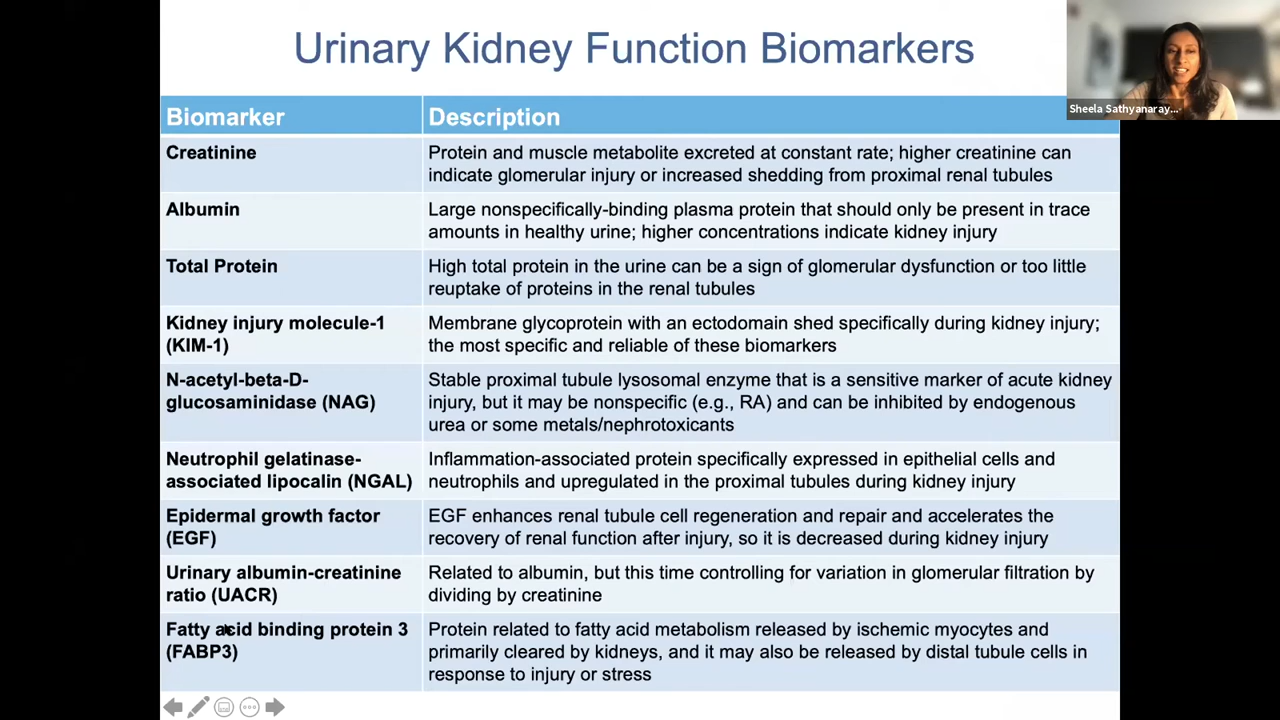 Urinary Kidney Function Biomarkers
Sheela Sathyanaray...
Biomarker
Description
Creatinine
Protein and muscle metabolite excreted at constant rate; higher creatinine can
indicate glomerular injury or increased shedding from proximal renal tubules
Albumin
Large nonspecifically-binding plasma protein that should only be present in trace
amounts in healthy urine; higher concentrations indicate kidney injury
Total Protein
High total protein in the urine can be a sign of glomerular dysfunction or too little
reuptake of proteins in the renal tubules
Kidney injury molecule-1
(KIM-1)
Membrane glycoprotein with an ectodomain shed specifically during kidney injury;
the most specific and reliable of these biomarkers
N-acetyl-beta-D-
glucosaminidase (NAG)
Stable proximal tubule lysosomal enzyme that is a sensitive marker of acute kidney
injury, but it may be nonspecific (e.g., RA) and can be inhibited by endogenous
urea or some metals/nephrotoxicants
Neutrophil gelatinase-
associated lipocalin (NGAL)
Inflammation-associated protein specifically expressed in epithelial cells and
neutrophils and upregulated in the proximal tubules during kidney injury
Epidermal growth factor
(EGF)
EGF enhances renal tubule cell regeneration and repair and accelerates the
recovery of renal function after injury, so it is decreased during kidney injury
Urinary albumin-creatinine
ratio (UACR)
Related to albumin, but this time controlling for variation in glomerular filtration by
dividing by creatinine
Fatty acid binding protein 3
(FABP3)
Protein related to fatty acid metabolism released by ischemic myocytes and
primarily cleared by kidneys, and it may also be released by distal tubule cells in
response to injury or stress